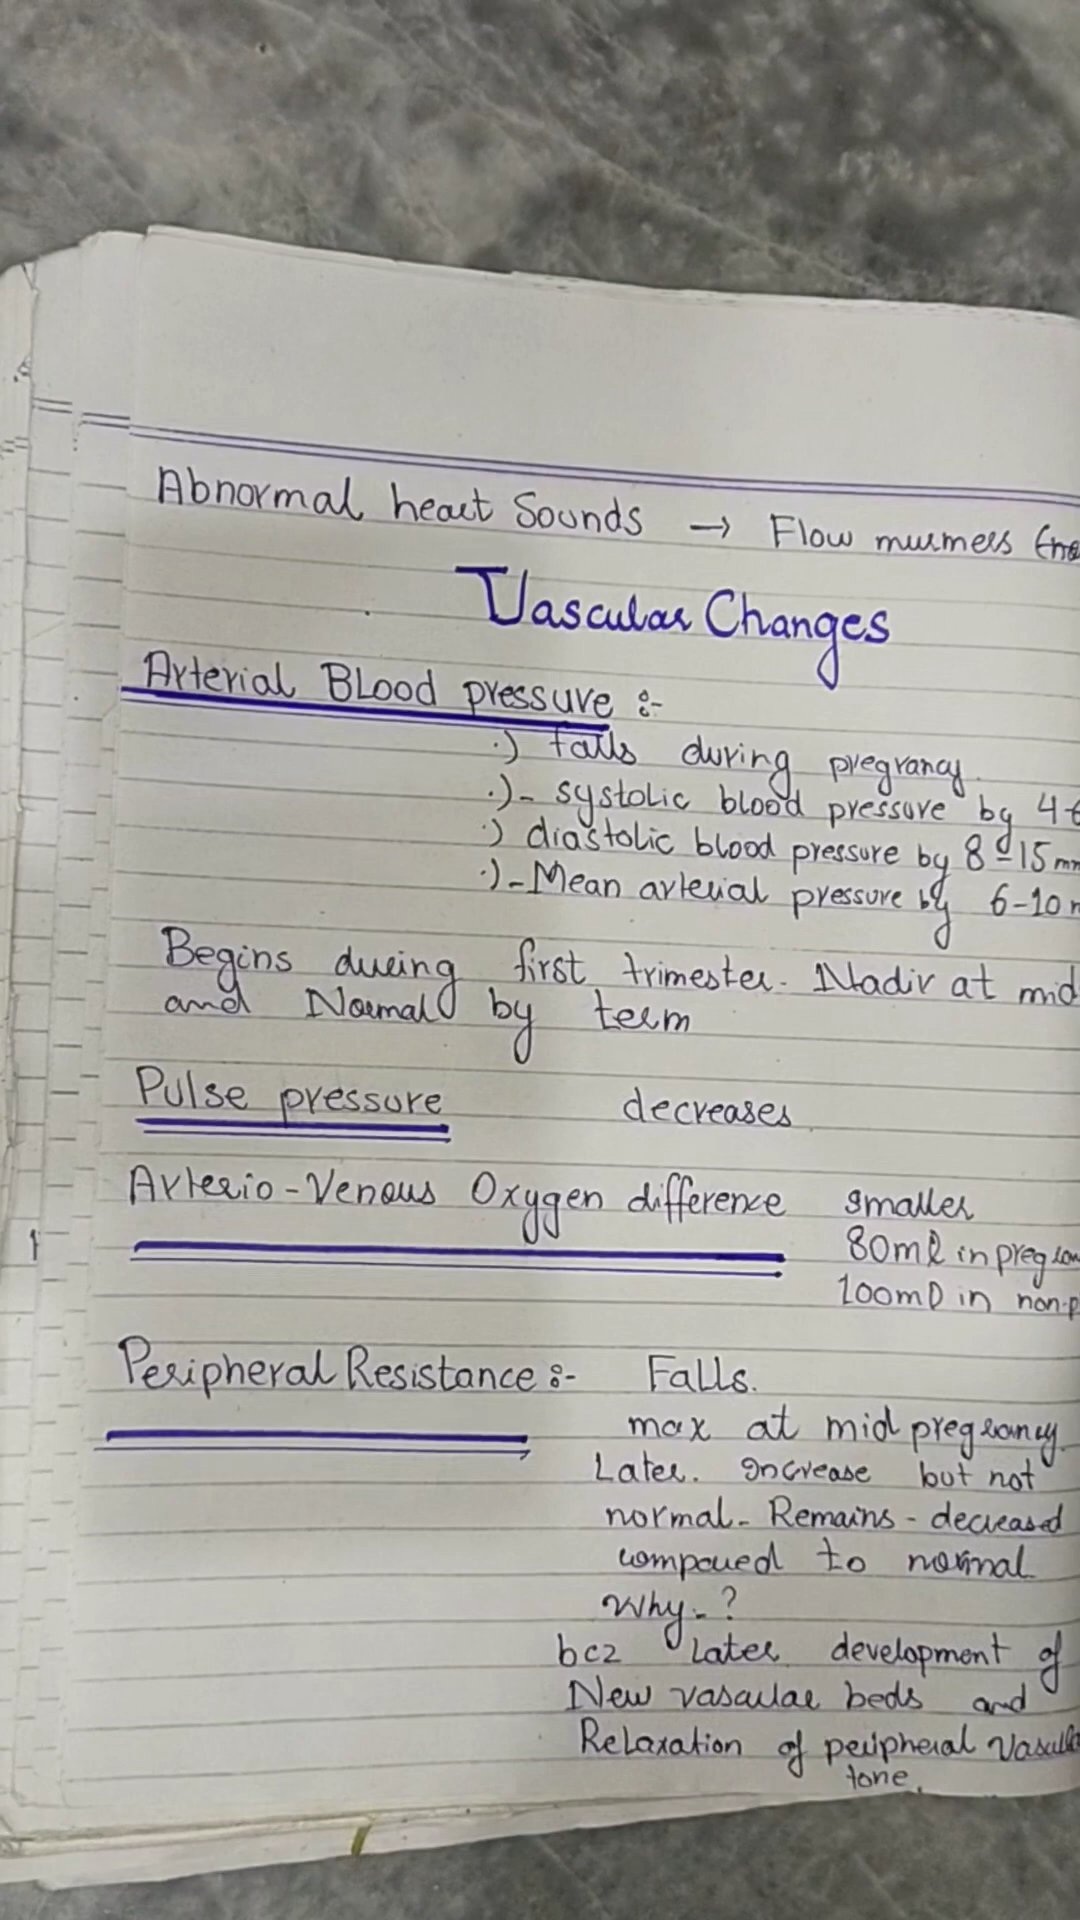 Abnormal heart Sounds → Flow murmers
Vascular Changes
Arterial Blood pressure :-
·) falls during pregnancy.
·)- systolic blood pressure by 4-6
·) diastolic blood pressure by 8-15 mm
·)- Mean arterial pressure by 6-10
Begins during first trimester. Nadir at mid
and Normal by term
Pulse pressure decreases
Arterio-Venous Oxygen difference smaller
80ml in
100ml in non-p
Peripheral Resistance :- Falls.
max at mid pregnancy.
Later. Increase but not
normal. Remains - decreased
compared to normal
Why-?
bcz Later development of
New vascular beds and
Relaxation of peripheral
tone.